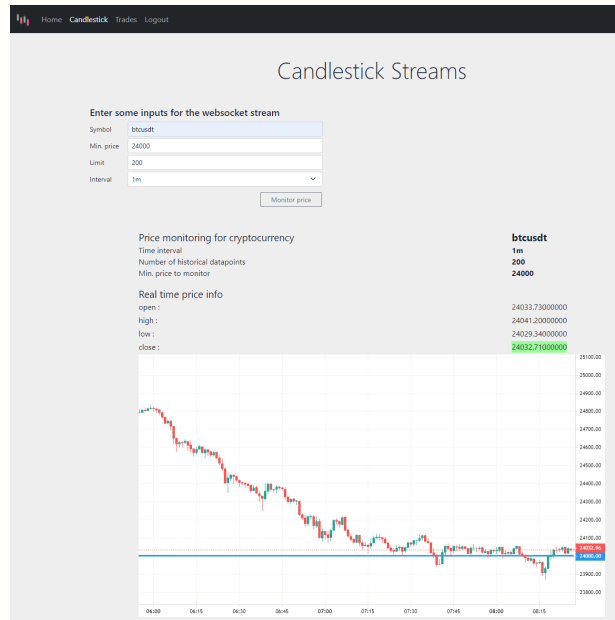 Home Candlestick Trades Logout
Candlestick Streams
Enter some inputs for the websocket stream
Symbol btcusdt
Min. price 24000
Limit 200
Interval 1m
Monitor price
Price monitoring for cryptocurrency btcusdt
Time interval 1m
Number of historical datapoints 200
Min. price to monitor 24000
Real time price info
open : 24033.73000000
high : 24041.20000000
low : 24029.34000000
close : 24032.71000000
25100.00
25000.00
24900.00
24800.00
24700.00
24600.00
24500.00
24400.00
24300.00
24200.00
24100.00
24032.96
24000.00
23900.00
23800.00
06:00 06:15 06:30 06:45 07:00 07:15 07:30 07:45 08:00 08:15